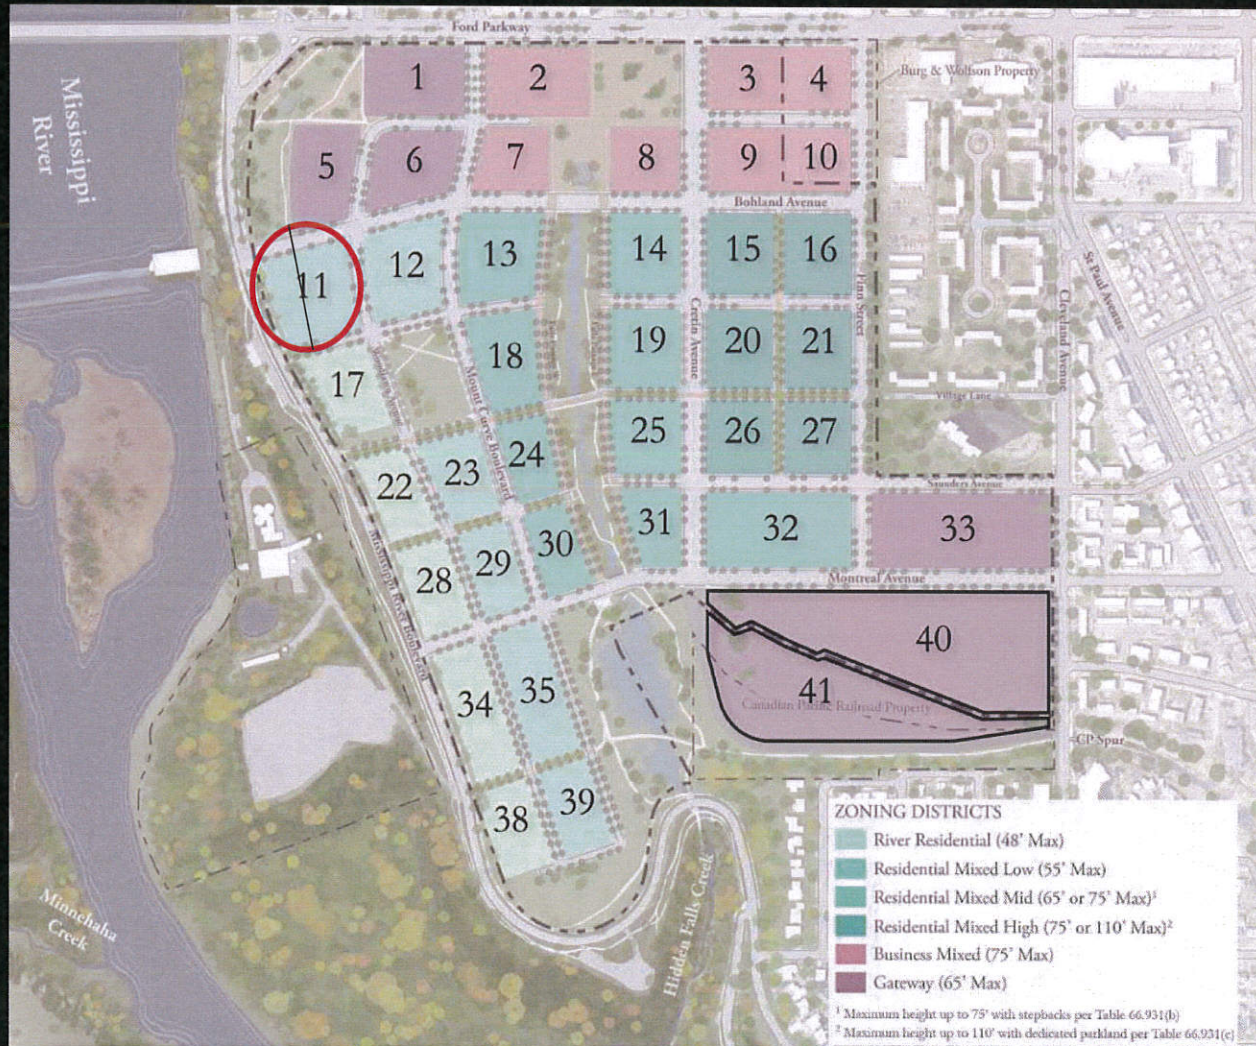 Ford Parkway
Mississippi
River
1
2
3
4
Burg & Wolfson Property
5
6
7
8
9
10
Bohland Avenue
11
12
13
14
15
16
Finn Street
Cretin Avenue
St Paul Avenue
Cleveland Avenue
17
18
19
20
21
Mount Curve Boulevard
Village Lane
22
23
24
25
26
27
Saunders Avenue
28
29
30
31
32
33
Mississippi River Boulevard
Montreal Avenue
34
35
40
41
Canadian Pacific Railroad Property
CP Spur
38
39
Minnehaha
Creek
Hidden Falls Creek
ZONING DISTRICTS
River Residential (48' Max)
Residential Mixed Low (55' Max)
Residential Mixed Mid (65' or 75' Max)¹
Residential Mixed High (75' or 110' Max)²
Business Mixed (75' Max)
Gateway (65' Max)
¹ Maximum height up to 75' with stepbacks per Table 66.931(b)
² Maximum height up to 110' with dedicated parkland per Table 66.931(c)